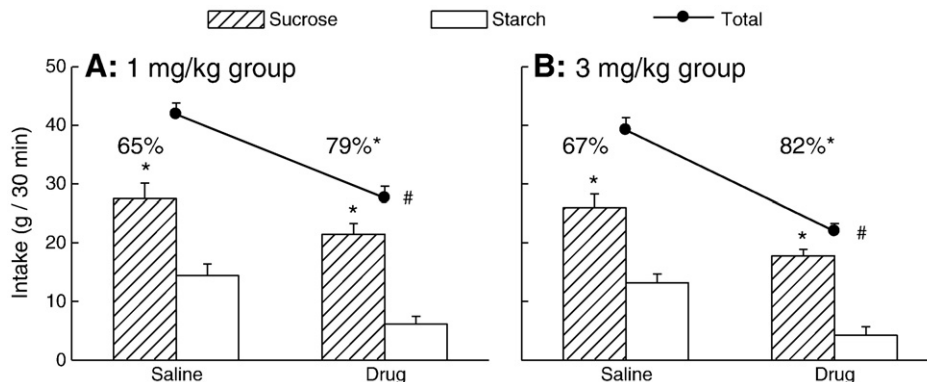 Sucrose Starch Total
A: 1 mg/kg group B: 3 mg/kg group
50
40
30
20
10
0
Intake (g / 30 min)
65% 79%* 67% 82%*
* * # * * #
Saline Drug Saline Drug